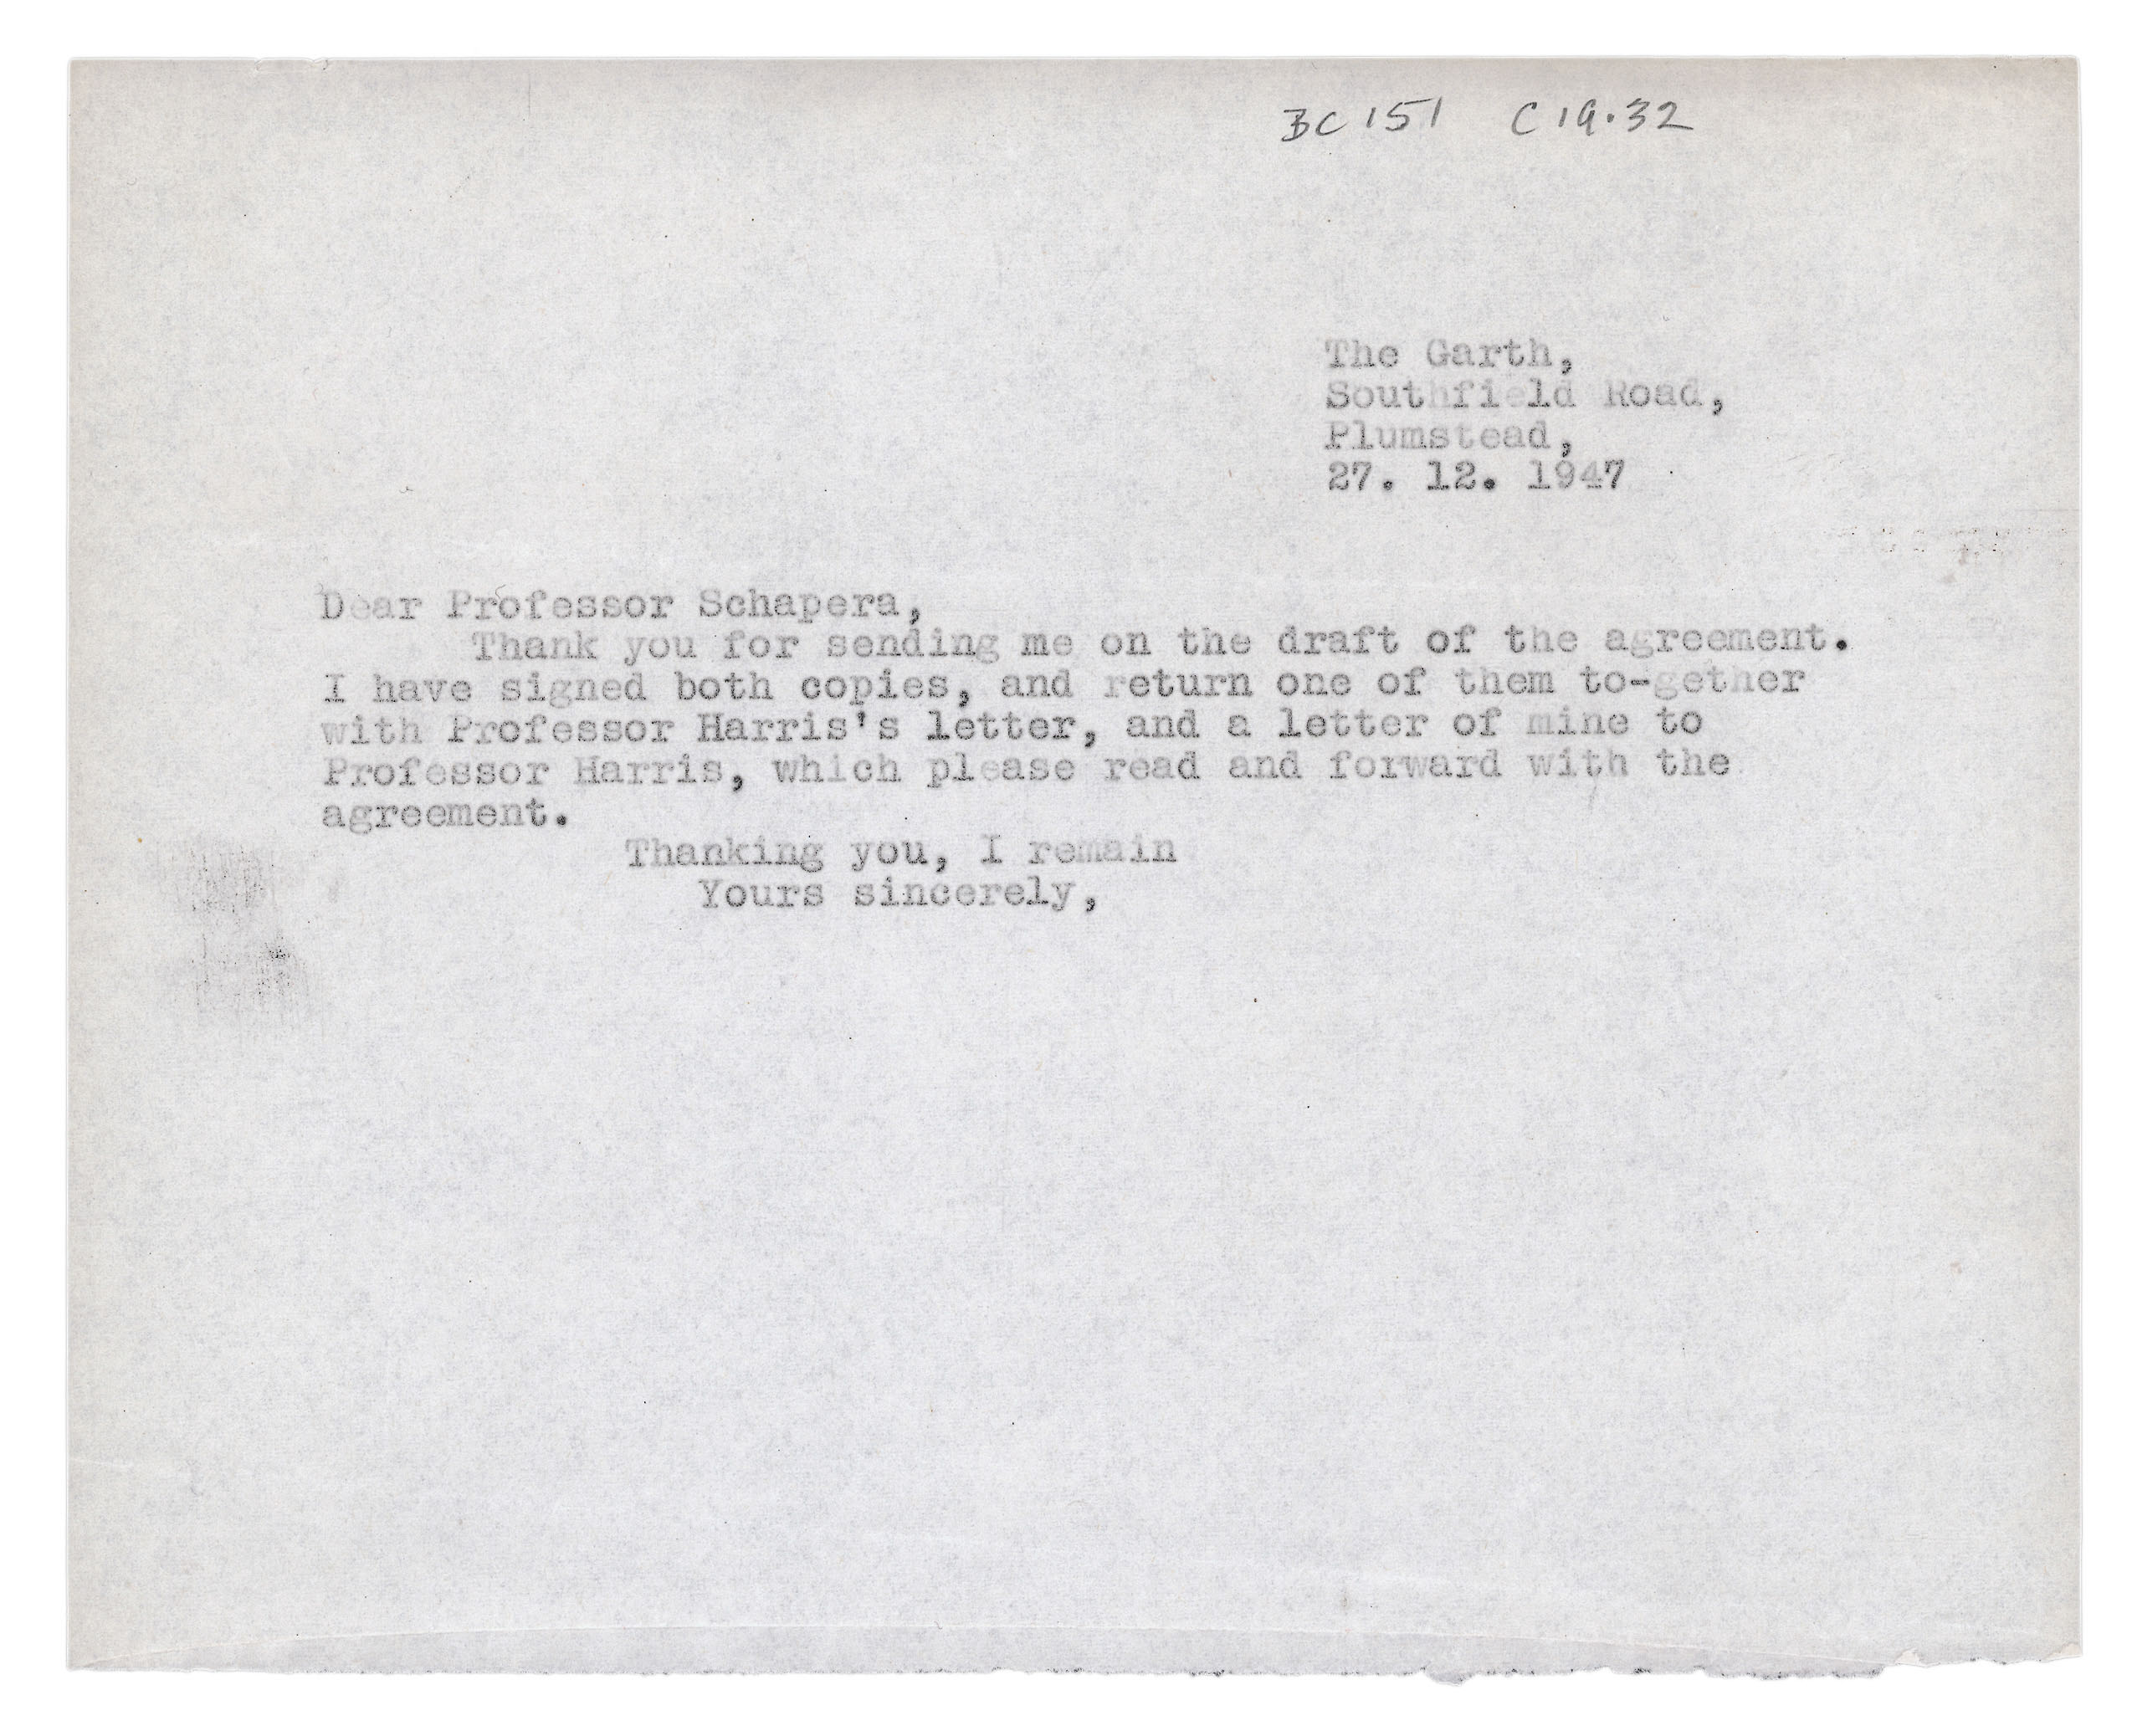 BC 151 C 19.32
The Garth,
Southfield Road,
Plumstead,
27. 12. 1947
Dear Professor Schapera,
Thank you for sending me on the draft of the agreement.
I have signed both copies, and return one of them to-gether
with Professor Harris's letter, and a letter of mine to
Professor Harris, which please read and forward with the
agreement.
Thanking you, I remain
Yours sincerely,